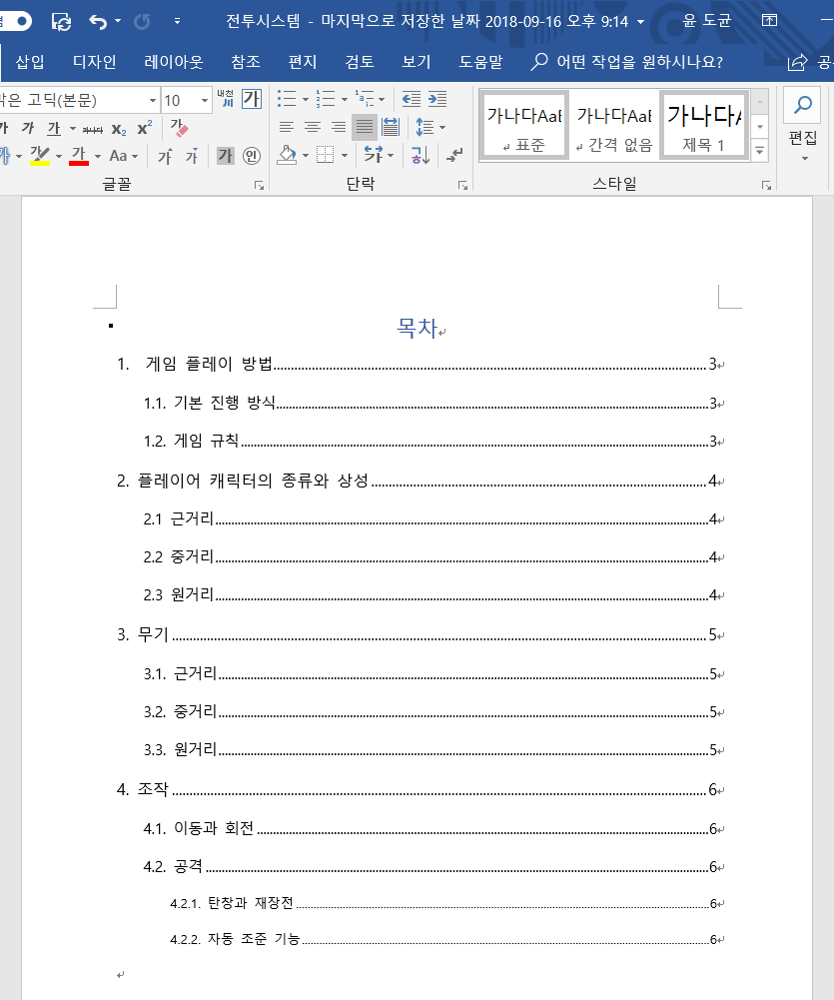 전투시스템 - 마지막으로 저장한 날짜 2018-09-16 오후 9:14 윤 도균
삽입 디자인 레이아웃 참조 편지 검토 보기 도움말 어떤 작업을 원하시나요?
맑은 고딕(본문) 10 내천 川 가
가 가 가 가나다 X₂ X² 가
가 가 가 Aa 가 가 가 인
가나다AaB 가나다AaB 가나다A
표준 간격 없음 제목 1
편집
글꼴 단락 스타일
목차
1. 게임 플레이 방법 3
1.1. 기본 진행 방식 3
1.2. 게임 규칙 3
2. 플레이어 캐릭터의 종류와 상성 4
2.1 근거리 4
2.2 중거리 4
2.3 원거리 4
3. 무기 5
3.1. 근거리 5
3.2. 중거리 5
3.3. 원거리 5
4. 조작 6
4.1. 이동과 회전 6
4.2. 공격 6
4.2.1. 탄창과 재장전 6
4.2.2. 자동 조준 기능 6